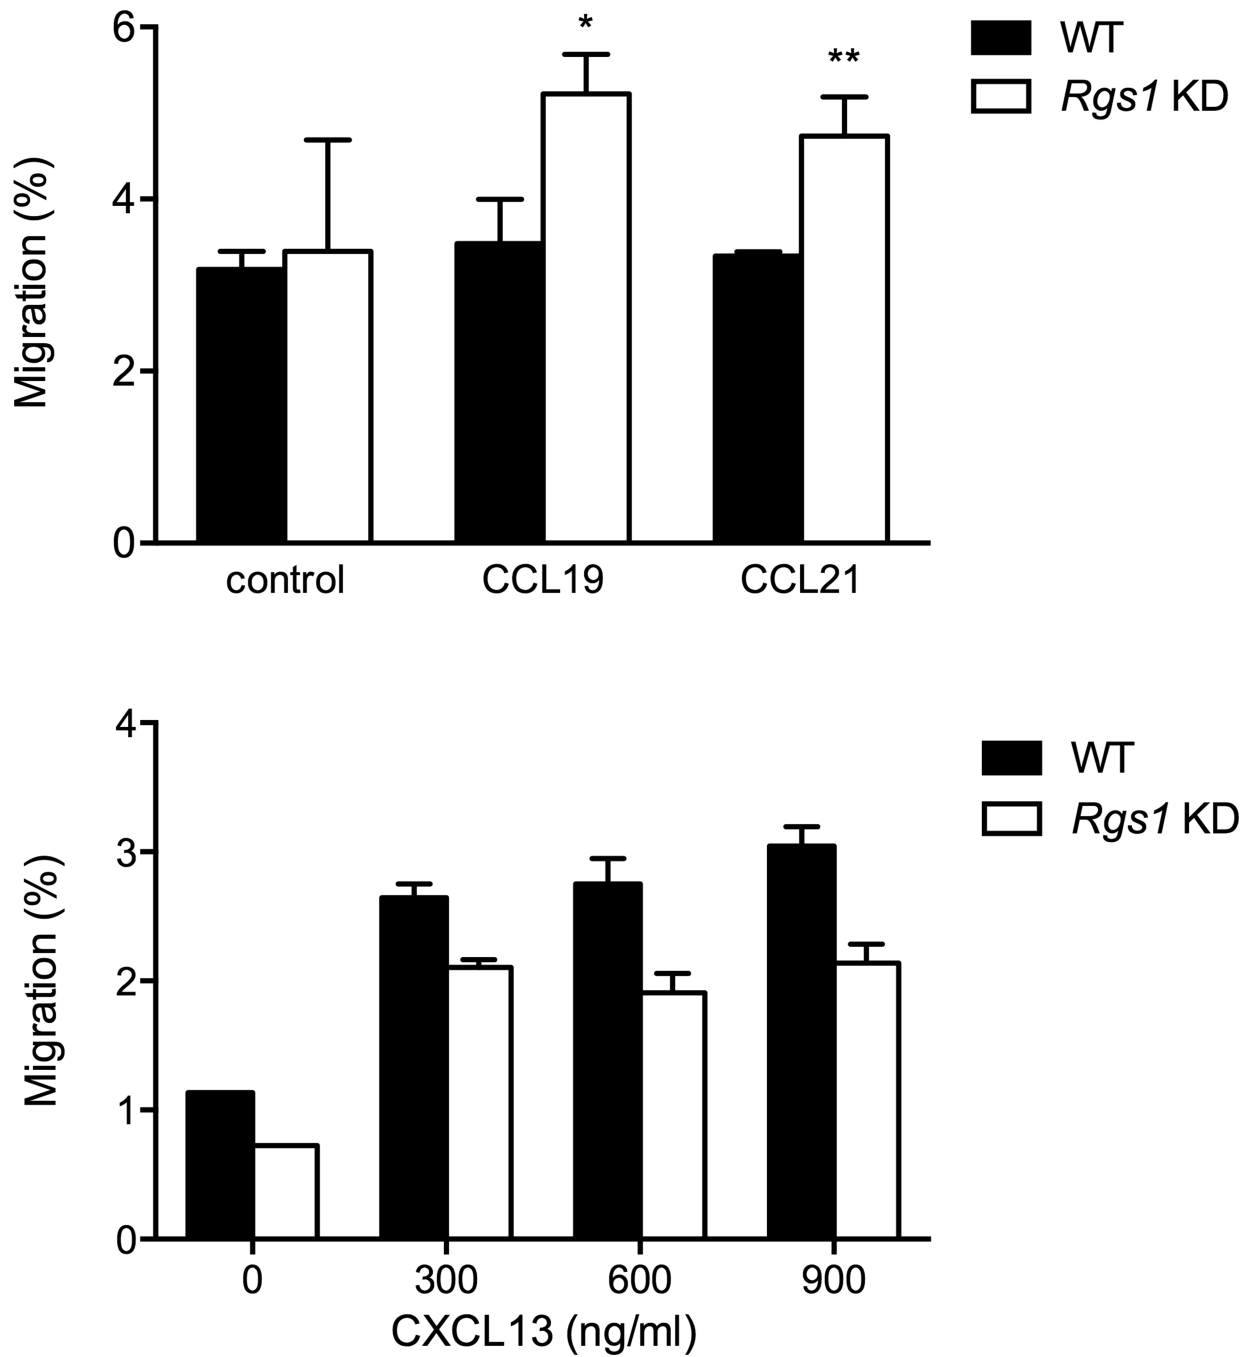 6
4
2
0
Migration (%)
*
**
WT
Rgs1 KD
control CCL19 CCL21
4
3
2
1
0
Migration (%)
WT
Rgs1 KD
0 300 600 900
CXCL13 (ng/ml)